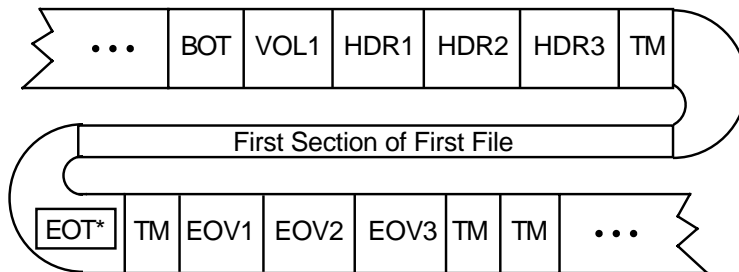 ••• BOT VOL1 HDR1 HDR2 HDR3 TM
First Section of First File
EOT* TM EOV1 EOV2 EOV3 TM TM •••